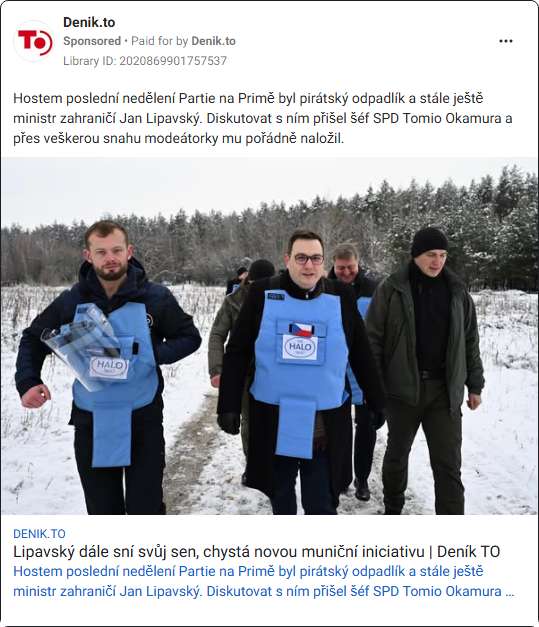 Denik.to
Sponsored • Paid for by Denik.to
Library ID: 2020869901757537
TO
Hostem poslední nedělení Partie na Primě byl pirátský odpadlík a stále ještě
ministr zahraničí Jan Lipavský. Diskutovat s ním přišel šéf SPD Tomio Okamura a
přes veškerou snahu modeátorky mu pořádně naložil.
HALO
HALO
DENIK.TO
Lipavský dále sní svůj sen, chystá novou muniční iniciativu | Deník TO
Hostem poslední nedělení Partie na Primě byl pirátský odpadlík a stále ještě
ministr zahraničí Jan Lipavský. Diskutovat s ním přišel šéf SPD Tomio Okamura ...